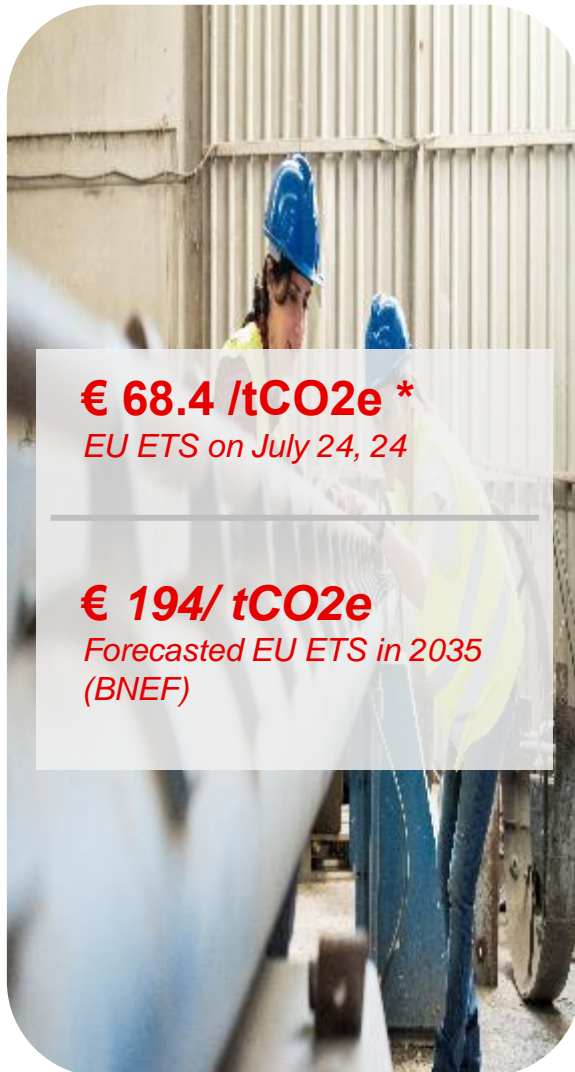 € 68.4 /tCO2e *
EU ETS on July 24, 24
€ 194/ tCO2e
Forecasted EU ETS in 2035
(BNEF)